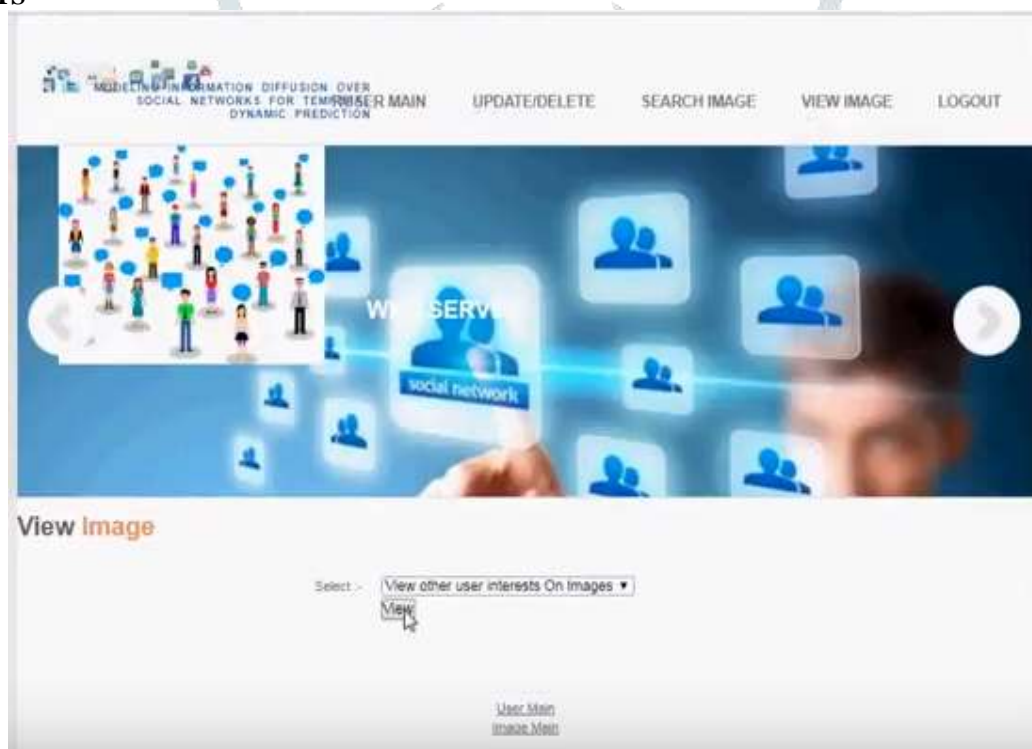 MODELING INFORMATION DIFFUSION OVER
SOCIAL NETWORKS FOR
DYNAMIC PREDICTION
USER MAIN
UPDATE/DELETE
SEARCH IMAGE
VIEW IMAGE
LOGOUT
social network
View Image
Select :-
View other user interests On Images
View
User Main
Image Main